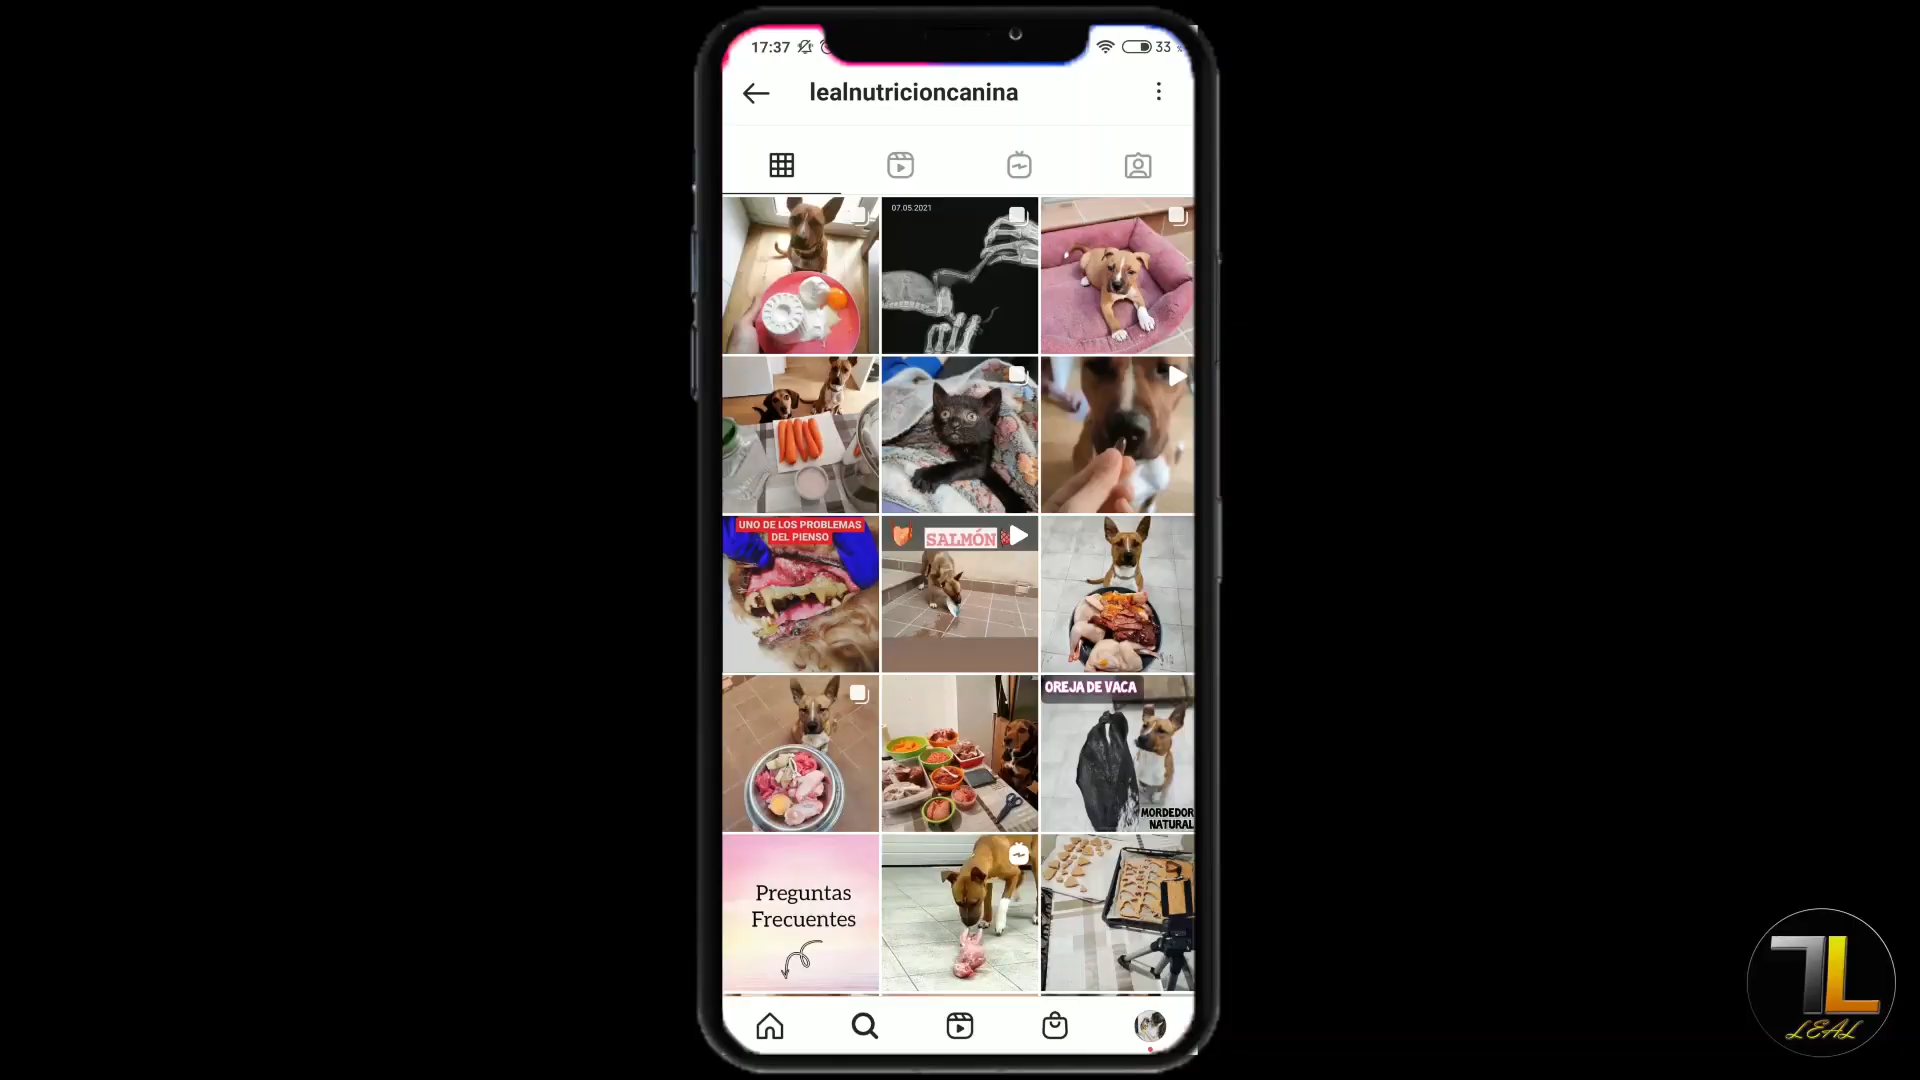 17:37
33
lealnutricioncanina
07.05.2021
UNO DE LOS PROBLEMAS
DEL PIENSO
SALMÓN
OREJA DE VACA
MORDEDOR
NATURAL
Preguntas
Frecuentes
TL
LEAL